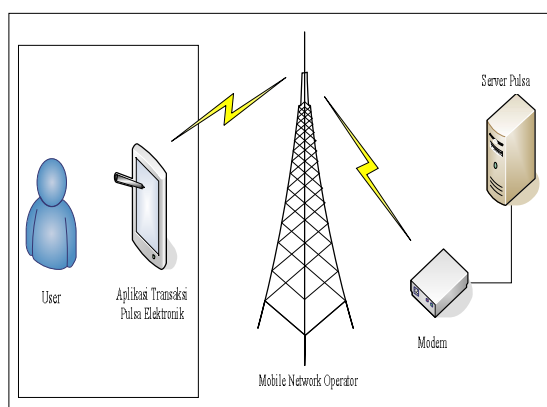 Server Pulsa
User
Aplikasi Transaksi
Pulsa Elektronik
Modem
Mobile Network Operator